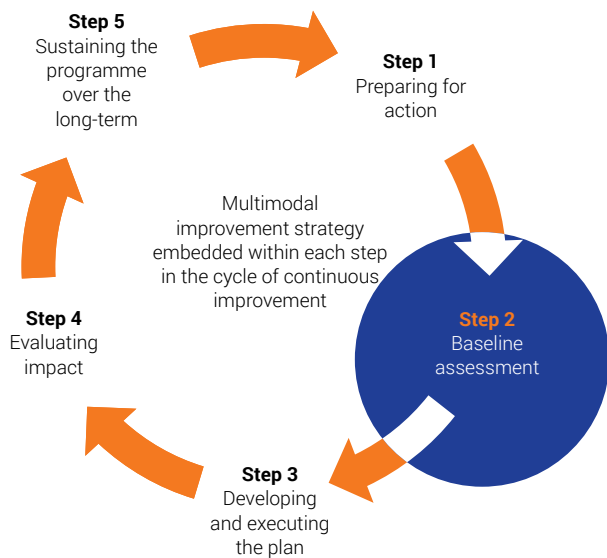 Step 5
Sustaining the
programme
over the
long-term
Step 1
Preparing for
action
Multimodal
improvement strategy
embedded within each step
in the cycle of continuous
improvement
Step 2
Baseline
assessment
Step 4
Evaluating
impact
Step 3
Developing
and executing
the plan